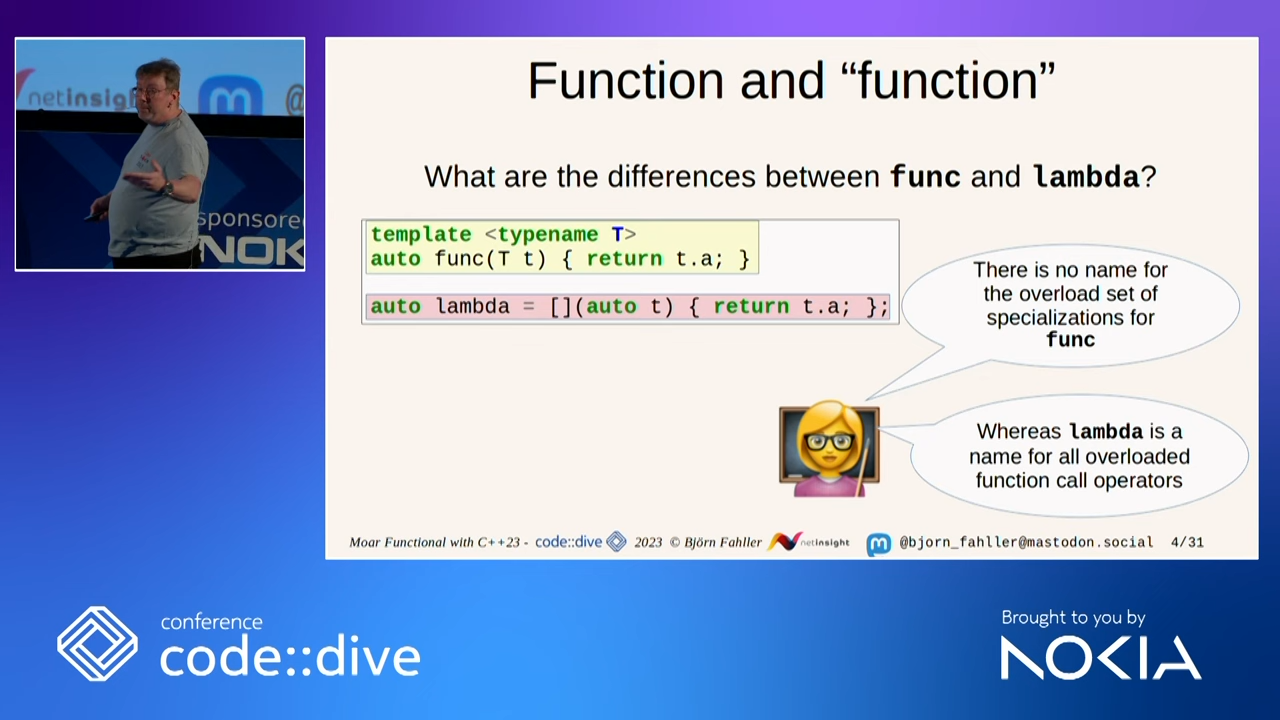 netinsigh
@
sponsore
NOKI
Function and “function”
What are the differences between func and lambda?
template <typename T>
auto func(T t) { return t.a; }
auto lambda = [](auto t) { return t.a; };
There is no name for
the overload set of
specializations for
func
Whereas lambda is a
name for all overloaded
function call operators
Moar Functional with C++23 - code::dive 2023 © Björn Fahller netinsight @bjorn_fahller@mastodon.social 4/31
conference
code::dive
Brought to you by
NOKIA